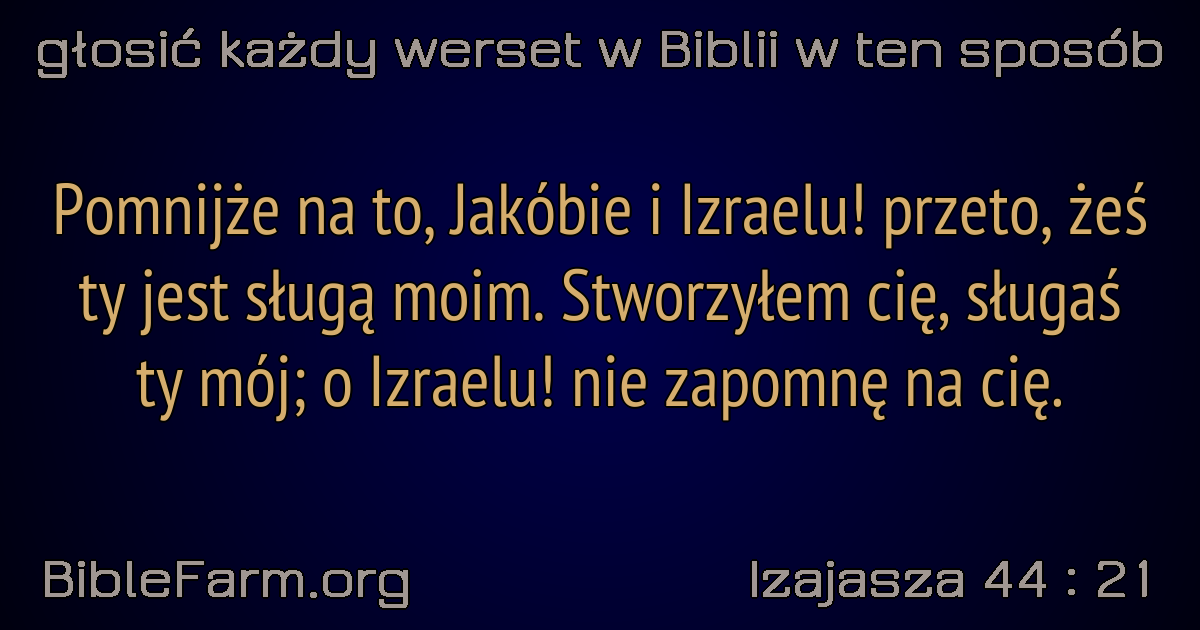 głosić każdy werset w Biblii w ten sposób
Pomnijże na to, Jakóbie i Izraelu! przeto, żeś
ty jest sługą moim. Stworzyłem cię, sługaś
ty mój; o Izraelu! nie zapomnę na cię.
BibleFarm.org
Izajasza 44 : 21